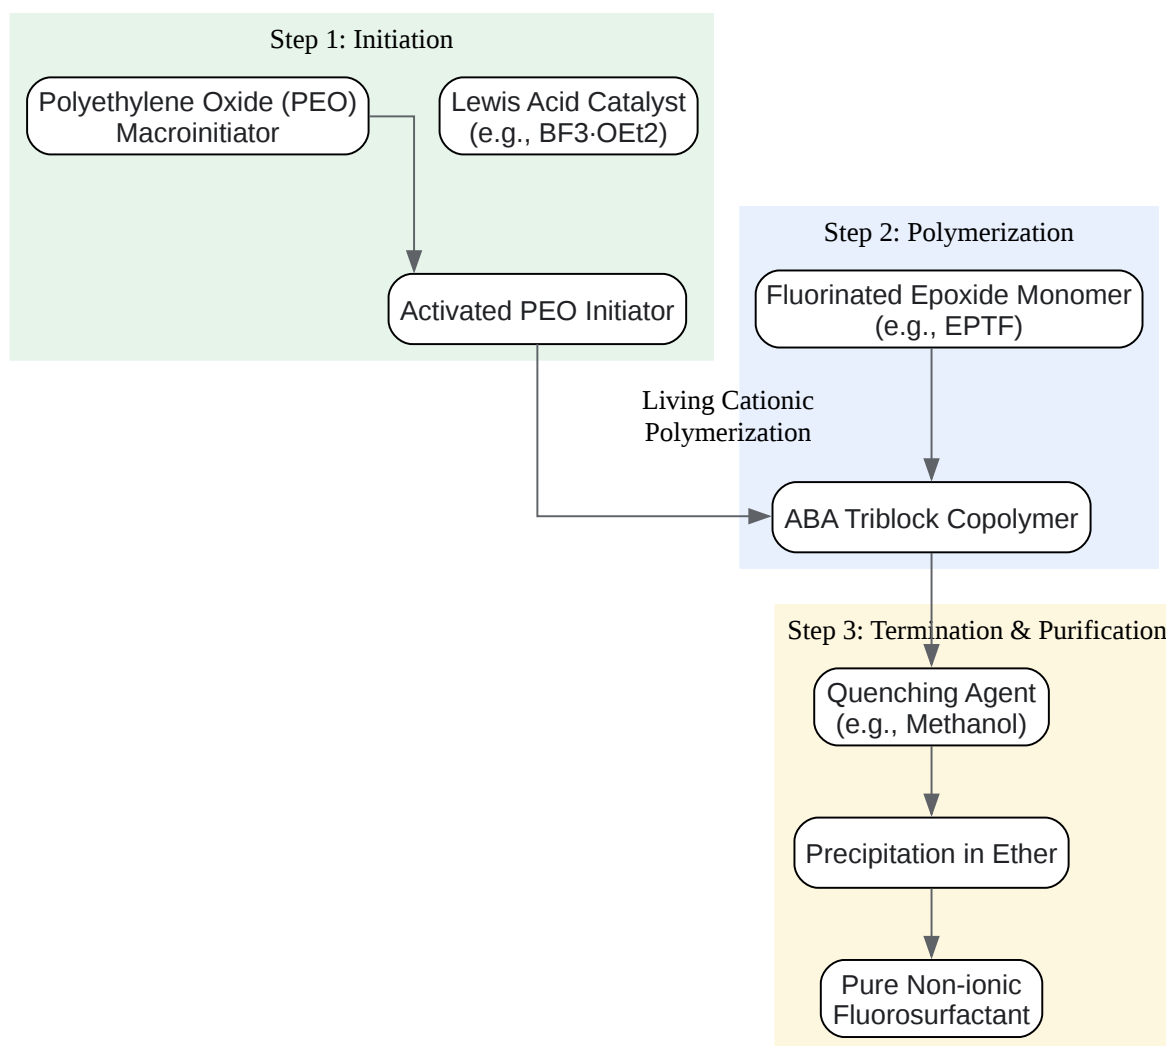 Step 1: Initiation
Polyethylene Oxide (PEO)
Macroinitiator
Lewis Acid Catalyst
(e.g., BF3·OEt2)
Activated PEO Initiator
Step 2: Polymerization
Fluorinated Epoxide Monomer
(e.g., EPTF)
Living Cationic
Polymerization
ABA Triblock Copolymer
Step 3: Termination & Purification
Quenching Agent
(e.g., Methanol)
Precipitation in Ether
Pure Non-ionic
Fluorosurfactant